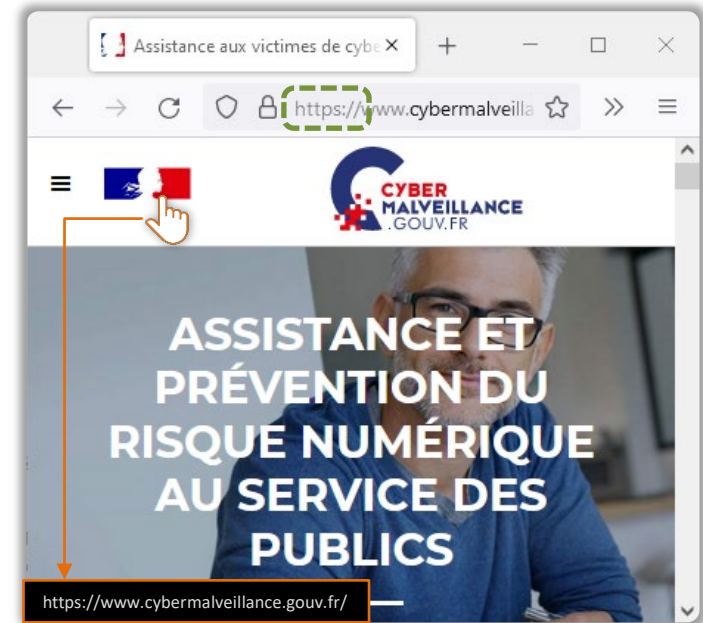 Assistance aux victimes de cybe
https://www.cybermalveilla
CYBER
MALVEILLANCE
.GOUV.FR
ASSISTANCE ET
PRÉVENTION DU
RISQUE NUMÉRIQUE
AU SERVICE DES
PUBLICS
https://www.cybermalveillance.gouv.fr/